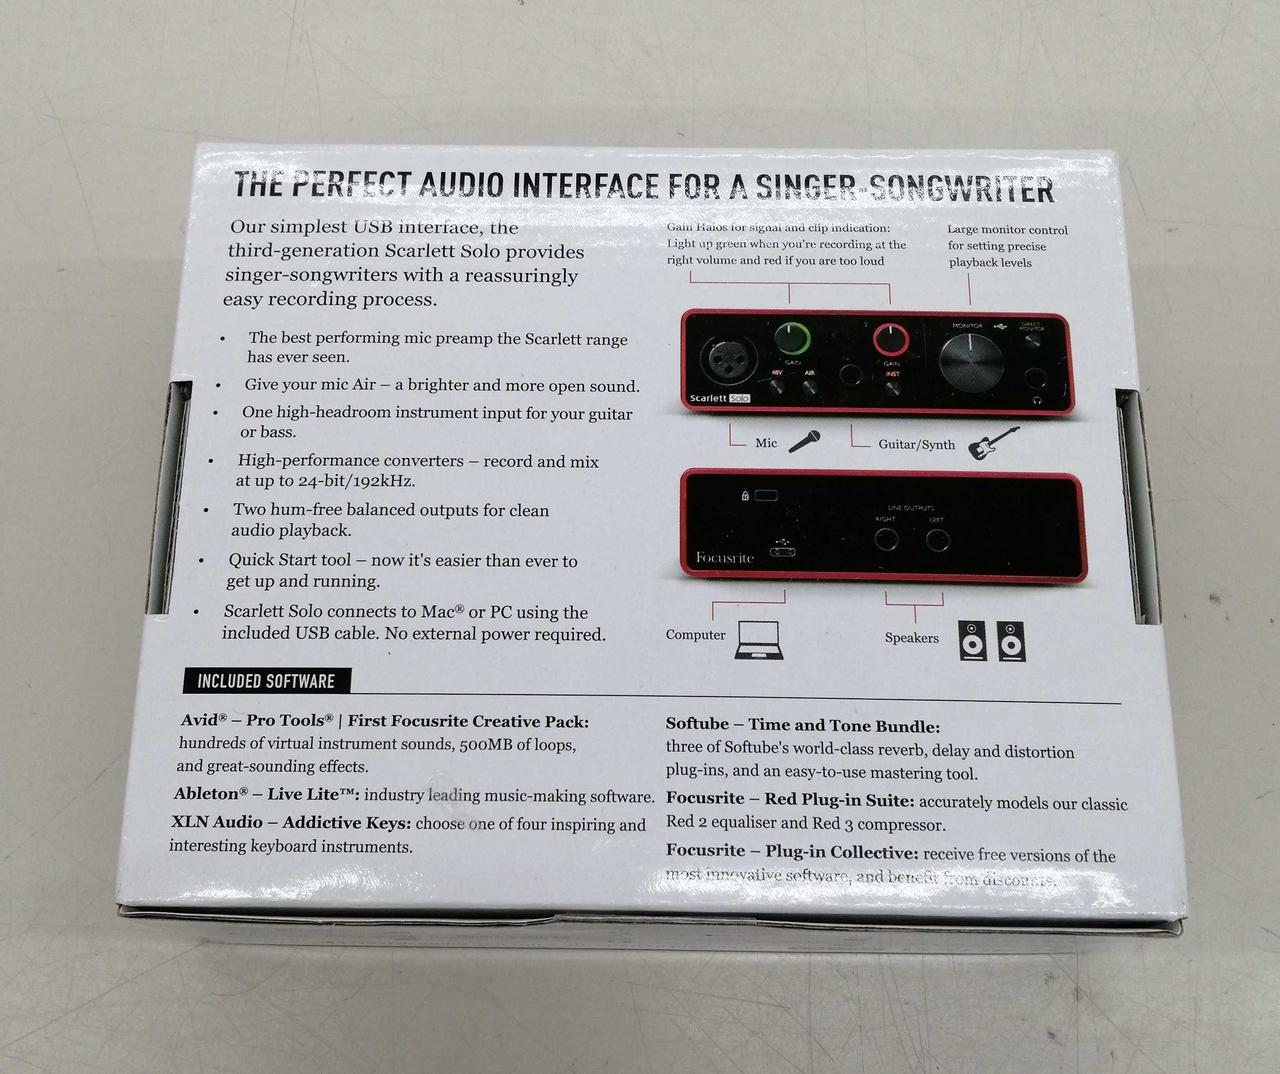 THE PERFECT AUDIO INTERFACE FOR A SINGER-SONGWRITER
Our simplest USB interface, the
third-generation Scarlett Solo provides
singer-songwriters with a reassuringly
easy recording process.
• The best performing mic preamp the Scarlett range
has ever seen.
• Give your mic Air – a brighter and more open sound.
• One high-headroom instrument input for your guitar
or bass.
• High-performance converters – record and mix
at up to 24-bit/192kHz.
• Two hum-free balanced outputs for clean
audio playback.
• Quick Start tool – now it's easier than ever to
get up and running.
• Scarlett Solo connects to Mac® or PC using the
included USB cable. No external power required.
Gain Halos for signal and clip indication:
Light up green when you're recording at the
right volume and red if you are too loud
Large monitor control
for setting precise
playback levels
1
2
MONITOR
DIRECT
MONITOR
GAIN
GAIN
48V
AIR
INST
Scarlett Solo
Mic
Guitar/Synth
LINE OUTPUTS
RIGHT
LEFT
Focusrite
Computer
Speakers
INCLUDED SOFTWARE
Avid® – Pro Tools® | First Focusrite Creative Pack:
hundreds of virtual instrument sounds, 500MB of loops,
and great-sounding effects.
Ableton® – Live Lite™: industry leading music-making software.
XLN Audio – Addictive Keys: choose one of four inspiring and
interesting keyboard instruments.
Softube – Time and Tone Bundle:
three of Softube's world-class reverb, delay and distortion
plug-ins, and an easy-to-use mastering tool.
Focusrite – Red Plug-in Suite: accurately models our classic
Red 2 equaliser and Red 3 compressor.
Focusrite – Plug-in Collective: receive free versions of the
most innovative software, and benefit from discounts.